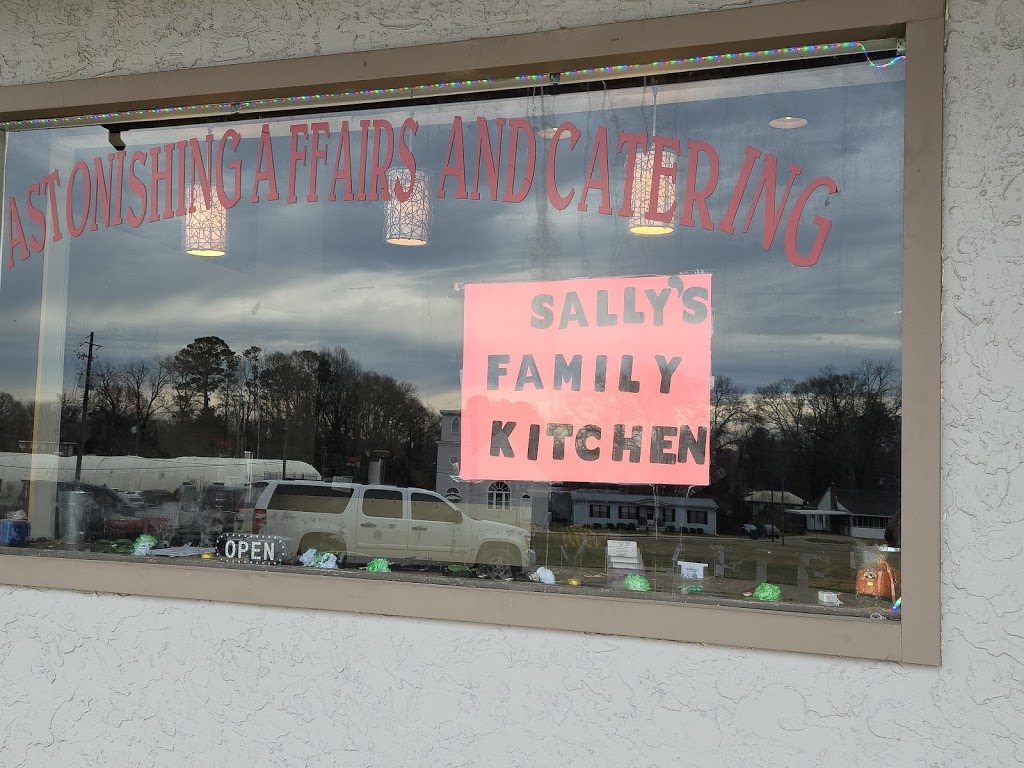 ASTONISHING AFFAIRS AND CATERING
SALLY'S
FAMILY
KITCHEN
OPEN